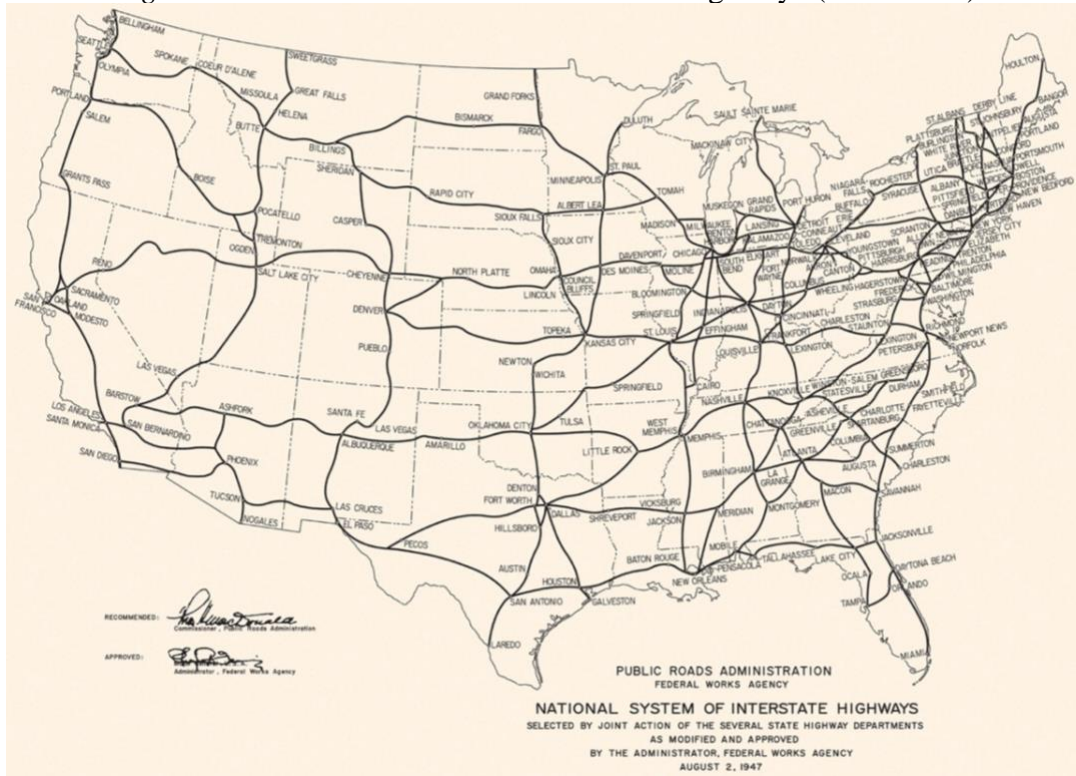 BELLINGHAM
SEATTLE
OLYMPIA
SPOKANE
COEUR D'ALENE
SWEETGRASS
MISSOULA
GREAT FALLS
HELENA
BUTTE
PORTLAND
SALEM
GRANTS PASS
BOISE
POCATELLO
TREMONTON
OGDEN
SALT LAKE CITY
BILLINGS
SHERIDAN
CASPER
CHEYENNE
DENVER
PUEBLO
GRAND FORKS
BISMARCK
FARGO
DULUTH
SAULT SAINTE MARIE
MACKINAW CITY
HOULTON
ST. ALBANS
DERBY LINE
BANGOR
PLATTSBURG
BURLINGTON
ST. JOHNSBURY
AUGUSTA
PORTLAND
CONCORD
PORTSMOUTH
LOWELL
BOSTON
PROVIDENCE
NEW BEDFORD
NEW HAVEN
NEW YORK
JERSEY CITY
ELIZABETH
PHILADELPHIA
WILMINGTON
BALTIMORE
WASHINGTON
RAPID CITY
ST. PAUL
MINNEAPOLIS
ALBERT LEA
SIOUX FALLS
SIOUX CITY
TOMAH
MADISON
MILWAUKEE
MUSKEGON
GRAND
RAPIDS
LANSING
PORT HURON
DETROIT
KALAMAZOO
BENTON
HARBOR
TOLEDO
NIAGARA
FALLS
ROCHESTER
BUFFALO
SYRACUSE
UTICA
ALBANY
PITTSFIELD
ERIE
CONNEAUT
CLEVELAND
SCRANTON
YOUNGSTOWN
PITTSBURGH
HARRISBURG
READING
RENO
SACRAMENTO
SAN
FRANCISCO
OAKLAND
MODESTO
NORTH PLATTE
OMAHA
LINCOLN
COUNCIL
BLUFFS
DES MOINES
DAVENPORT
MOLINE
CHICAGO
SOUTH
BEND
ELKHART
FORT
WAYNE
NORWALK
AKRON
CANTON
COLUMBUS
WHEELING
HAGERSTOWN
FREDERICK
STRASBURG
BLOOMINGTON
SPRINGFIELD
INDIANAPOLIS
DAYTON
CINCINNATI
FRANKFORT
CHARLESTON
STAUNTON
LEXINGTON
RICHMOND
NEWPORT NEWS
NORFOLK
PETERSBURG
TOPEKA
KANSAS CITY
ST. LOUIS
EFFINGHAM
LOUISVILLE
LEXINGTON
NEWTON
WICHITA
SPRINGFIELD
CAIRO
NASHVILLE
KNOXVILLE
WINSTON-SALEM
GREENSBORO
STATESVILLE
DURHAM
SMITHFIELD
FAYETTEVILLE
LAS VEGAS
BARSTOW
LOS ANGELES
SANTA MONICA
SAN BERNARDINO
SAN DIEGO
ASHFORK
PHOENIX
TUCSON
NOGALES
SANTA FE
LAS VEGAS
ALBUQUERQUE
AMARILLO
OKLAHOMA CITY
TULSA
WEST
MEMPHIS
MEMPHIS
LITTLE ROCK
CHATTANOOGA
ASHEVILLE
GREENVILLE
CHARLOTTE
SPARTANBURG
COLUMBIA
SUMMERTON
CHARLESTON
ATLANTA
AUGUSTA
BIRMINGHAM
LA
GRANGE
MACON
SAVANNAH
MONTGOMERY
LAS CRUCES
EL PASO
PECOS
DENTON
FORT WORTH
DALLAS
HILLSBORO
SHREVEPORT
VICKSBURG
JACKSON
MERIDIAN
MOBILE
PENSACOLA
TALLAHASSEE
LAKE CITY
JACKSONVILLE
DAYTONA BEACH
OCALA
ORLANDO
TAMPA
MIAMI
AUSTIN
HOUSTON
SAN ANTONIO
GALVESTON
LAREDO
BATON ROUGE
NEW ORLEANS
RECOMMENDED:
Commissioner, Public Roads Administration
APPROVED:
Administrator, Federal Works Agency
PUBLIC ROADS ADMINISTRATION
FEDERAL WORKS AGENCY
NATIONAL SYSTEM OF INTERSTATE HIGHWAYS
SELECTED BY JOINT ACTION OF THE SEVERAL STATE HIGHWAY DEPARTMENTS
AS MODIFIED AND APPROVED
BY THE ADMINISTRATOR, FEDERAL WORKS AGENCY
AUGUST 2, 1947